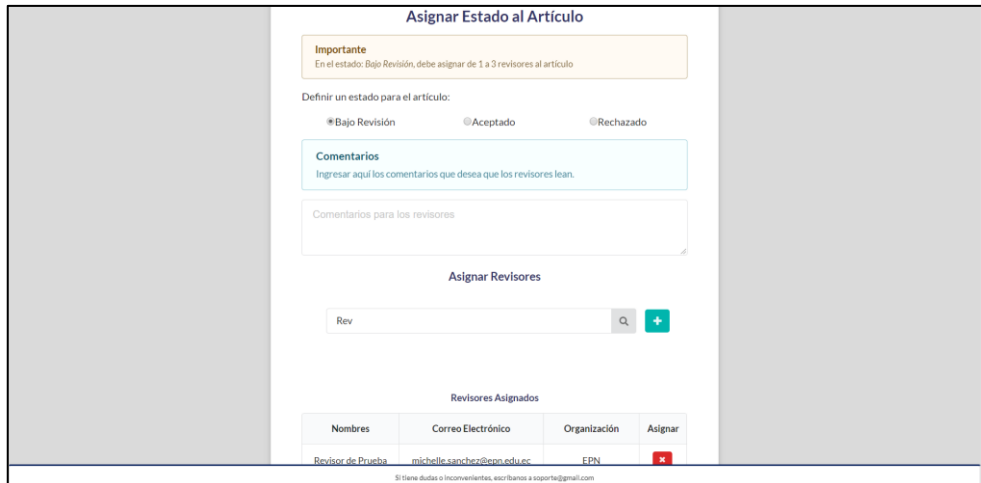 Asignar Estado al Artículo
Importante
En el estado: Bajo Revisión, debe asignar de 1 a 3 revisores al artículo
Definir un estado para el artículo:
Bajo Revisión Aceptado Rechazado
Comentarios
Ingresar aquí los comentarios que desea que los revisores lean.
Comentarios para los revisores
Asignar Revisores
Rev
Revisores Asignados
Nombres Correo Electrónico Organización Asignar
Revisor de Prueba michelle.sanchez@epn.edu.ec EPN
Si tiene dudas o inconvenientes, escríbanos a soporte@gmail.com